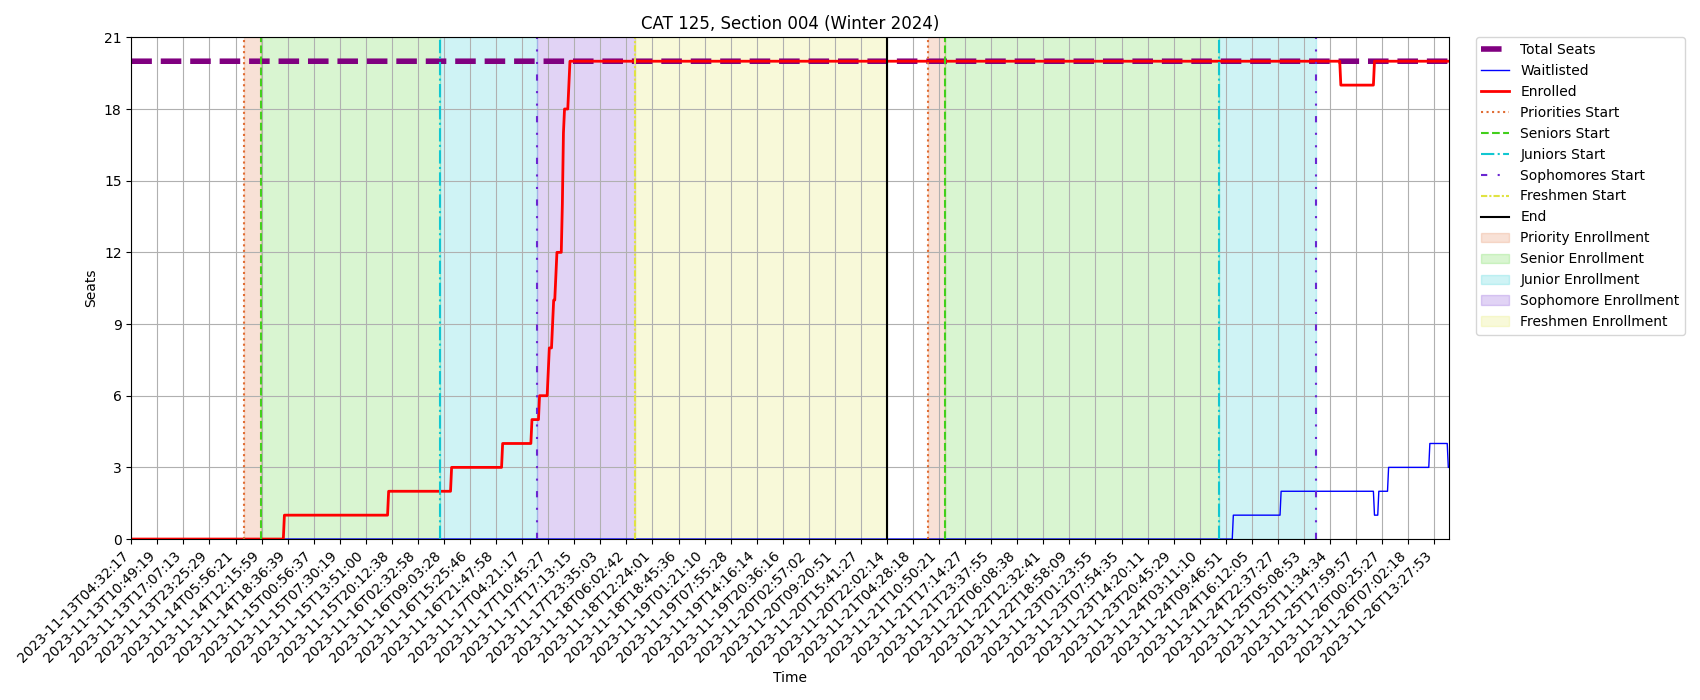 CAT 125, Section 004 (Winter 2024)
21
18
15
12
9
6
3
0
Seats
2023-11-13T04:32:17
2023-11-13T10:49:19
2023-11-13T17:07:13
2023-11-13T23:25:29
2023-11-14T05:56:21
2023-11-14T12:15:59
2023-11-14T18:36:39
2023-11-15T00:56:37
2023-11-15T07:30:19
2023-11-15T13:51:00
2023-11-15T20:12:38
2023-11-16T02:32:58
2023-11-16T09:03:28
2023-11-16T15:25:46
2023-11-16T21:47:58
2023-11-17T04:21:17
2023-11-17T10:45:27
2023-11-17T17:13:15
2023-11-17T23:35:03
2023-11-18T06:02:42
2023-11-18T12:24:01
2023-11-18T18:45:36
2023-11-19T01:21:10
2023-11-19T07:55:28
2023-11-19T14:16:14
2023-11-19T20:36:16
2023-11-20T02:57:02
2023-11-20T09:20:51
2023-11-20T15:41:27
2023-11-20T22:02:14
2023-11-21T04:28:18
2023-11-21T10:50:21
2023-11-21T17:14:27
2023-11-21T23:37:55
2023-11-22T06:08:38
2023-11-22T12:32:41
2023-11-22T18:58:09
2023-11-23T01:23:55
2023-11-23T07:54:35
2023-11-23T14:20:11
2023-11-23T20:45:29
2023-11-24T03:11:10
2023-11-24T09:46:51
2023-11-24T16:12:05
2023-11-24T22:37:27
2023-11-25T05:08:53
2023-11-25T11:34:34
2023-11-25T17:59:57
2023-11-26T00:25:27
2023-11-26T07:02:18
2023-11-26T13:27:53
Time
Total Seats
Waitlisted
Enrolled
Priorities Start
Seniors Start
Juniors Start
Sophomores Start
Freshmen Start
End
Priority Enrollment
Senior Enrollment
Junior Enrollment
Sophomore Enrollment
Freshmen Enrollment